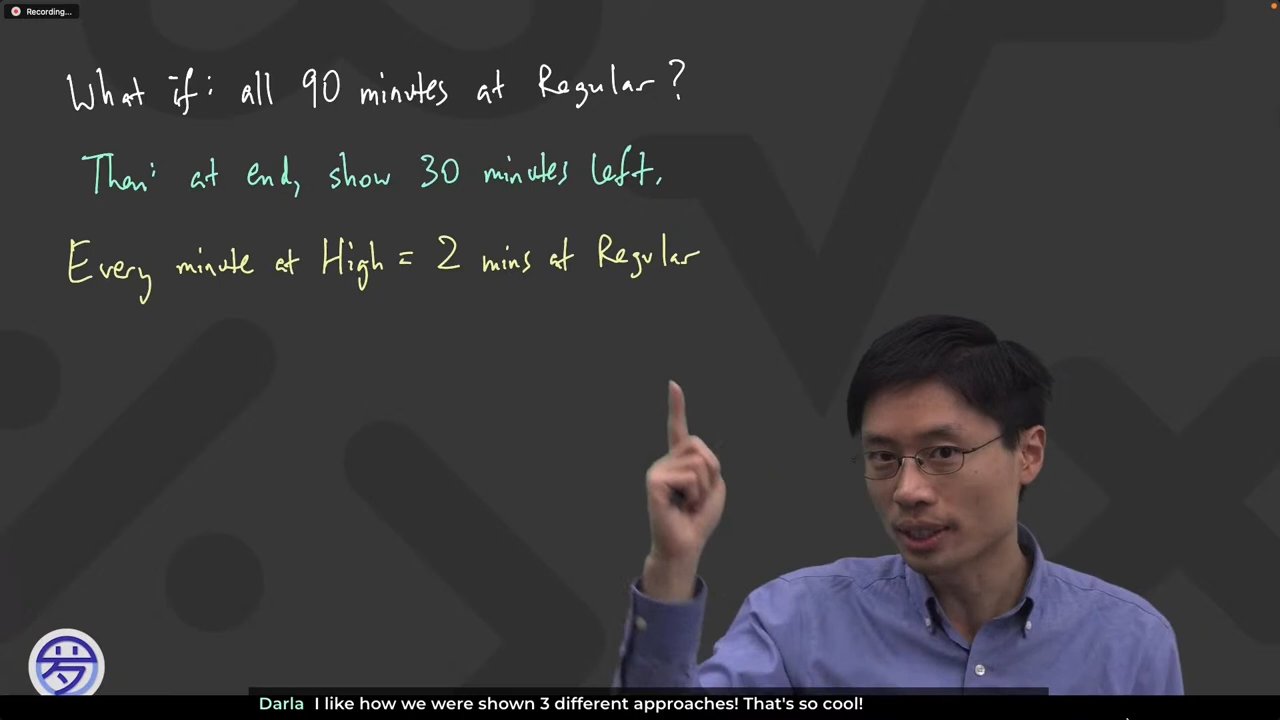 Recording...
What if: all 90 minutes at Regular?
Then: at end, show 30 minutes left.
Every minute at High = 2 mins at Regular
Darla I like how we were shown 3 different approaches! That's so cool!